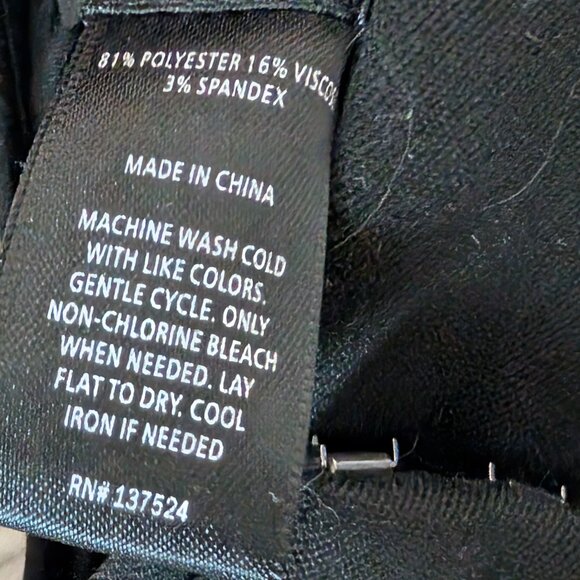 81% POLYESTER 16% VISCOS
3% SPANDEX
MADE IN CHINA
MACHINE WASH COLD
WITH LIKE COLORS.
GENTLE CYCLE. ONLY
NON-CHLORINE BLEACH
WHEN NEEDED. LAY
FLAT TO DRY. COOL
IRON IF NEEDED
RN# 137524